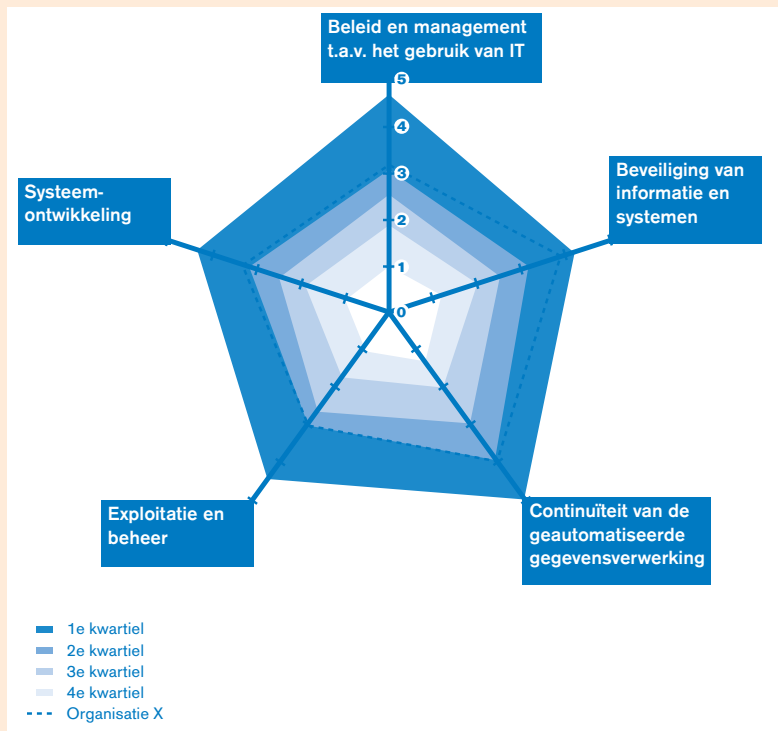 Beleid en management
t.a.v. het gebruik van IT
5
4
3
2
1
0
Beveiliging van
informatie en
systemen
Systeem-
ontwikkeling
Exploitatie en
beheer
Continuïteit van de
geautomatiseerde
gegevensverwerking
1e kwartiel
2e kwartiel
3e kwartiel
4e kwartiel
Organisatie X